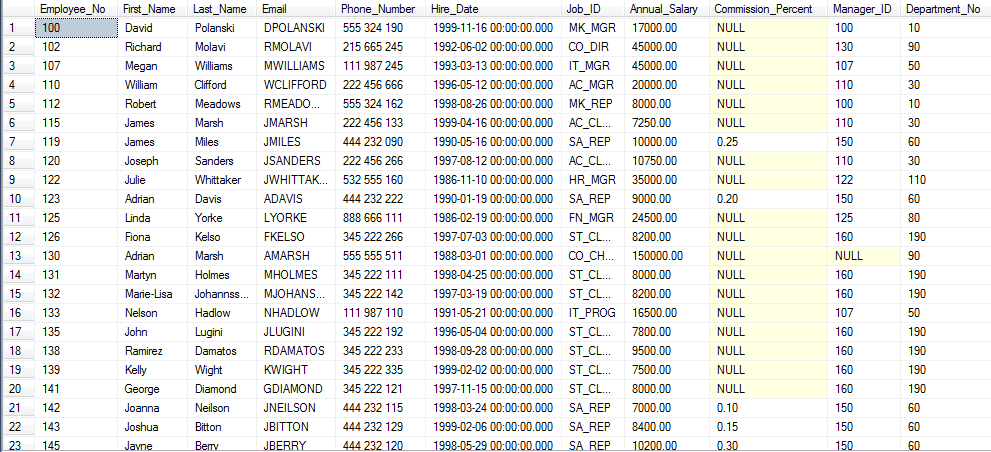 Employee_No First_Name Last_Name Email Phone_Number Hire_Date Job_ID Annual_Salary Commission_Percent Manager_ID Department_No
1 100 David Polanski DPOLANSKI 555 324 190 1999-11-16 00:00:00.000 MK_MGR 17000.00 NULL 100 10
2 102 Richard Molavi RMOLAVI 215 665 245 1992-06-02 00:00:00.000 CO_DIR 45000.00 NULL 130 90
3 107 Megan Williams MWILLIAMS 111 987 245 1993-03-13 00:00:00.000 IT_MGR 45000.00 NULL 107 50
4 110 William Clifford WCLIFFORD 222 456 666 1996-05-12 00:00:00.000 AC_MGR 20000.00 NULL 110 30
5 112 Robert Meadows RMEADO... 555 324 162 1998-08-26 00:00:00.000 MK_REP 8000.00 NULL 100 10
6 115 James Marsh JMARSH 222 456 133 1999-04-16 00:00:00.000 AC_CL... 7250.00 NULL 110 30
7 119 James Miles JMILES 444 232 090 1990-05-16 00:00:00.000 SA_REP 10000.00 0.25 150 60
8 120 Joseph Sanders JSANDERS 222 456 266 1997-08-12 00:00:00.000 AC_CL... 10750.00 NULL 110 30
9 122 Julie Whittaker JWHITTAK... 532 555 160 1986-11-10 00:00:00.000 HR_MGR 35000.00 NULL 122 110
10 123 Adrian Davis ADAVIS 444 232 222 1990-01-19 00:00:00.000 SA_REP 9000.00 0.20 150 60
11 125 Linda Yorke LYORKE 888 666 111 1986-02-19 00:00:00.000 FN_MGR 24500.00 NULL 125 80
12 126 Fiona Kelso FKELSO 345 222 266 1997-07-03 00:00:00.000 ST_CL... 8200.00 NULL 160 190
13 130 Adrian Marsh AMARSH 555 555 511 1988-03-01 00:00:00.000 CO_CH... 150000.00 NULL NULL 90
14 131 Martyn Holmes MHOLMES 345 222 111 1998-04-25 00:00:00.000 ST_CL... 8000.00 NULL 160 190
15 132 Marie-Lisa Johannss... MJOHANS... 345 222 142 1997-03-19 00:00:00.000 ST_CL... 8200.00 NULL 160 190
16 133 Nelson Hadlow NHADLOW 111 987 110 1991-05-21 00:00:00.000 IT_PROG 16500.00 NULL 107 50
17 135 John Lugini JLUGINI 345 222 192 1996-05-04 00:00:00.000 ST_CL... 7800.00 NULL 160 190
18 138 Ramirez Damatos RDAMATOS 345 222 233 1998-09-28 00:00:00.000 ST_CL... 9500.00 NULL 160 190
19 139 Kelly Wight KWIGHT 345 222 335 1999-02-02 00:00:00.000 ST_CL... 7500.00 NULL 160 190
20 141 George Diamond GDIAMOND 345 222 121 1997-11-15 00:00:00.000 ST_CL... 8000.00 NULL 160 190
21 142 Joanna Neilson JNEILSON 444 232 115 1998-03-24 00:00:00.000 SA_REP 7000.00 0.10 150 60
22 143 Joshua Bitton JBITTON 444 232 129 1999-02-06 00:00:00.000 SA_REP 8400.00 0.15 150 60
23 145 Jayne Berry JBERRY 444 232 120 1998-05-29 00:00:00.000 SA_REP 10200.00 0.30 150 60